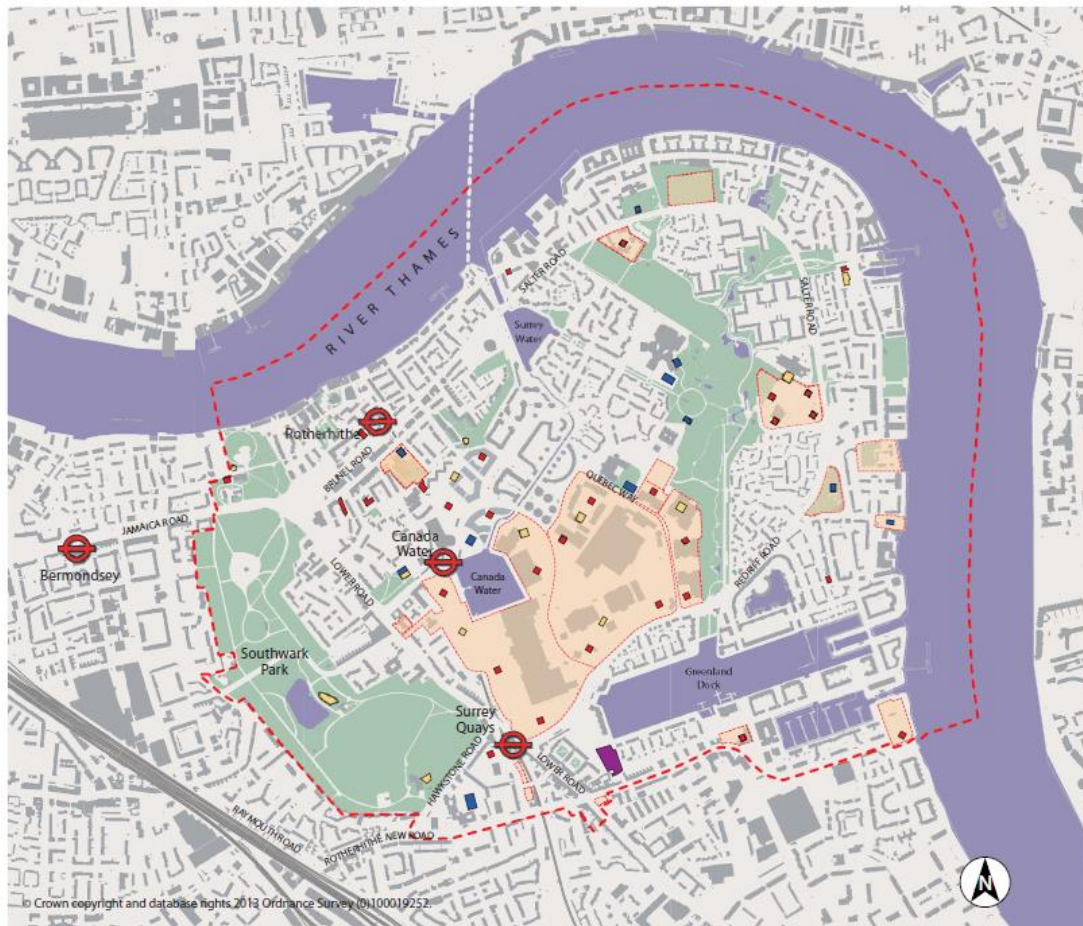 RIVER THAMES
SALTER ROAD
SALTER ROAD
Surrey
Water
Rotherhithe
BRUNEL ROAD
QUEBEC WAY
JAMAICA ROAD
Bermondsey
Canada
Water
LOWER ROAD
Canada
Water
REDRIFF ROAD
Southwark
Park
Greenland
Dock
Surrey
Quays
HAWKSTONE ROAD
LOWER ROAD
RAYMOUTH ROAD
ROTHERHITHE NEW ROAD
N
© Crown copyright and database rights 2013 Ordnance Survey (0)100019252.